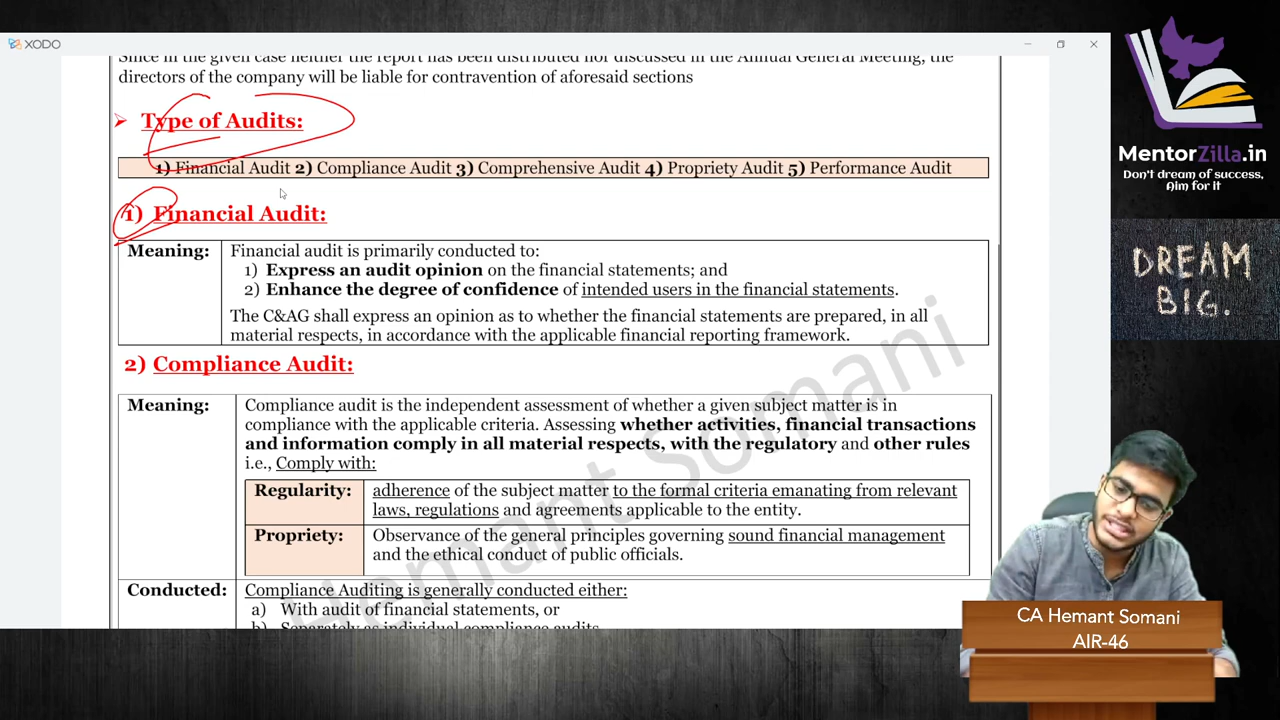 XODO
Since in the given case neither the report has been distributed nor discussed in the Annual General Meeting, the
directors of the company will be liable for contravention of aforesaid sections
Type of Audits:
1) Financial Audit 2) Compliance Audit 3) Comprehensive Audit 4) Propriety Audit 5) Performance Audit
1) Financial Audit:
Meaning:
Financial audit is primarily conducted to:
1) Express an audit opinion on the financial statements; and
2) Enhance the degree of confidence of intended users in the financial statements.
The C&AG shall express an opinion as to whether the financial statements are prepared, in all
material respects, in accordance with the applicable financial reporting framework.
2) Compliance Audit:
Meaning:
Compliance audit is the independent assessment of whether a given subject matter is in
compliance with the applicable criteria. Assessing whether activities, financial transactions
and information comply in all material respects, with the regulatory and other rules
i.e., Comply with:
Regularity:
adherence of the subject matter to the formal criteria emanating from relevant
laws, regulations and agreements applicable to the entity.
Propriety:
Observance of the general principles governing sound financial management
and the ethical conduct of public officials.
Conducted:
Compliance Auditing is generally conducted either:
a) With audit of financial statements, or
b) Separately as individual compliance audits
Hemant Somani
MentorZilla.in
Don't dream of success,
Aim for it
DREAM
BIG.
CA Hemant Somani
AIR-46